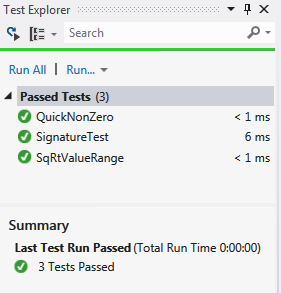 Test Explorer
Search
Run All | Run...
Passed Tests (3)
QuickNonZero < 1 ms
SignatureTest 6 ms
SqRtValueRange < 1 ms
Summary
Last Test Run Passed (Total Run Time 0:00:00)
3 Tests Passed